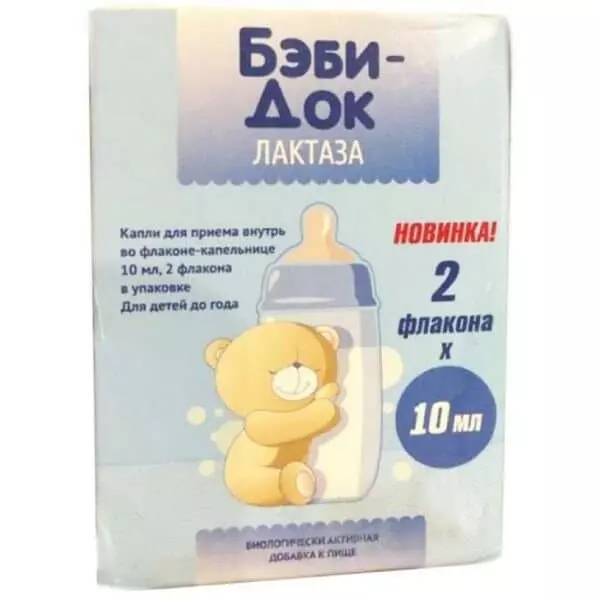 Бэби-
Док
ЛАКТАЗА
Капли для приема внутрь
во флаконе-капельнице
10 мл, 2 флакона
в упаковке
Для детей до года
НОВИНКА!
2
флакона
х
10 мл
БИОЛОГИЧЕСКИ АКТИВНАЯ
ДОБАВКА К ПИЩЕ